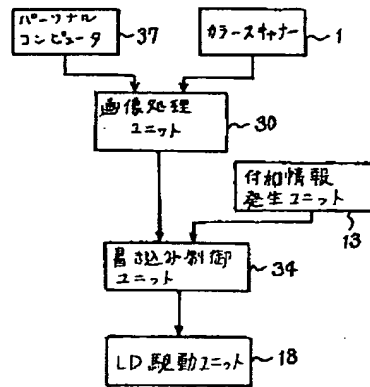 パーソナル
コンピュータ
37
カラースキャナー
1
画像処理
ユニット
30
付加情報
発生ユニット
13
書込み制御
ユニット
34
LD駆動ユニット
18